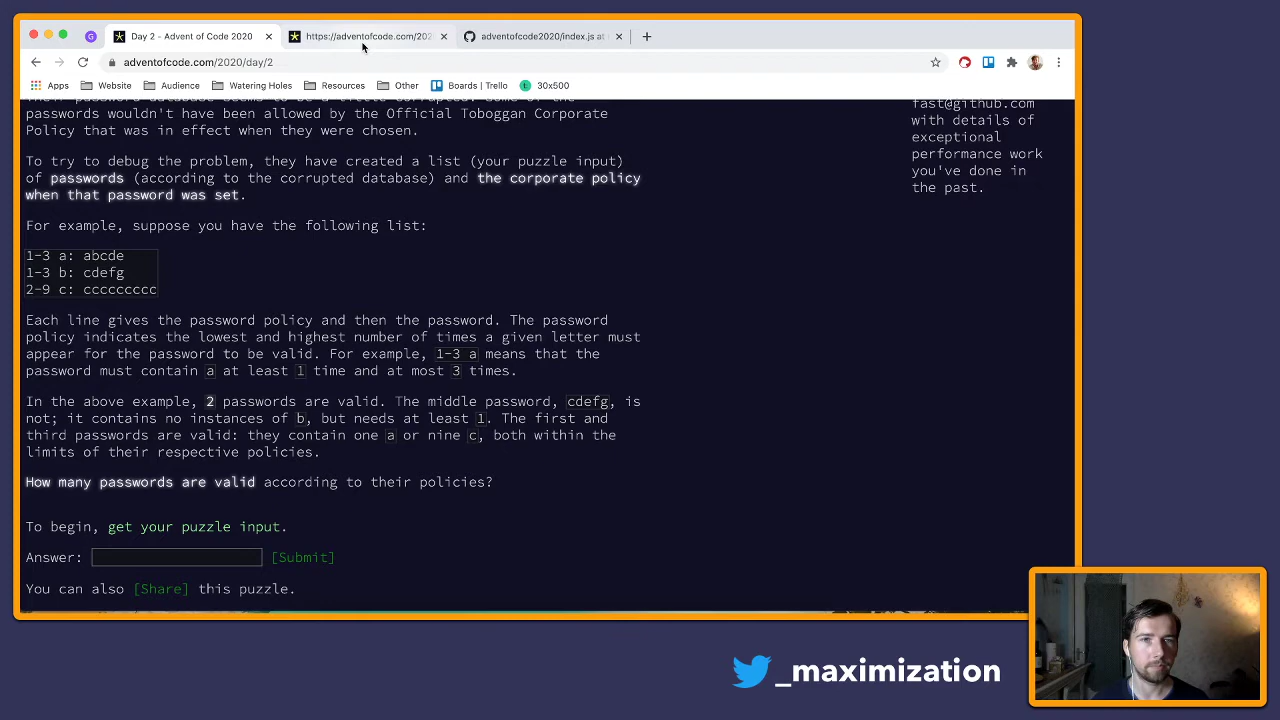 Day 2 - Advent of Code 2020
https://adventofcode.com/202
adventofcode2020/index.js at
adventofcode.com/2020/day/2
Apps
Website
Audience
Watering Holes
Resources
Other
Boards | Trello
30x500
passwords wouldn't have been allowed by the Official Toboggan Corporate
Policy that was in effect when they were chosen.
To try to debug the problem, they have created a list (your puzzle input)
of passwords (according to the corrupted database) and the corporate policy
when that password was set.
For example, suppose you have the following list:
1-3 a: abcde
1-3 b: cdefg
2-9 c: ccccccccc
Each line gives the password policy and then the password. The password
policy indicates the lowest and highest number of times a given letter must
appear for the password to be valid. For example, 1-3 a means that the
password must contain a at least 1 time and at most 3 times.
In the above example, 2 passwords are valid. The middle password, cdefg, is
not; it contains no instances of b, but needs at least 1. The first and
third passwords are valid: they contain one a or nine c, both within the
limits of their respective policies.
How many passwords are valid according to their policies?
To begin, get your puzzle input.
Answer:
[Submit]
You can also [Share] this puzzle.
fast@github.com
with details of
exceptional
performance work
you've done in
the past.
_maximization